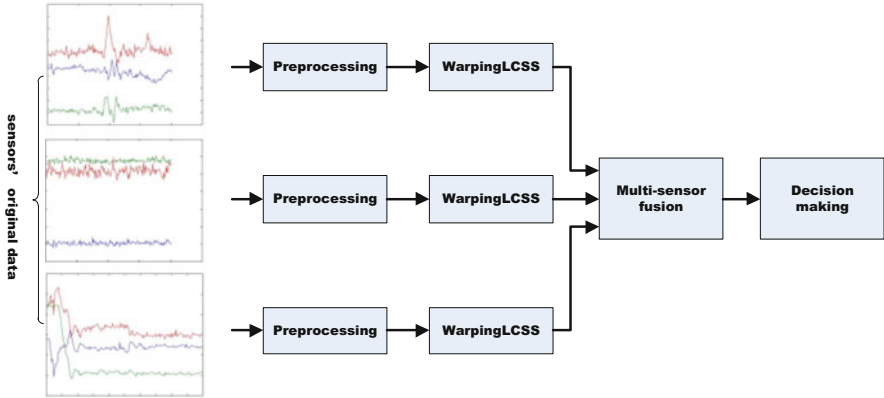 sensors' original data
Preprocessing
WarpingLCSS
Preprocessing
WarpingLCSS
Multi-sensor
fusion
Decision
making
Preprocessing
WarpingLCSS